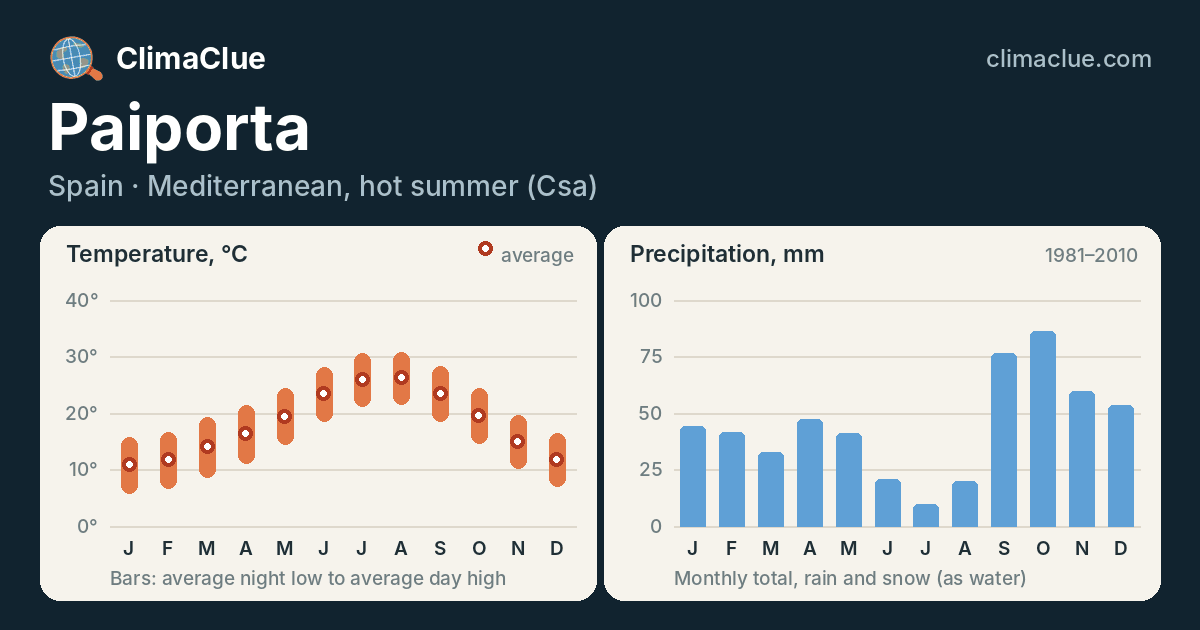 ClimaClue
climaclue.com
Paiporta
Spain · Mediterranean, hot summer (Csa)
Temperature, °C
average
40°
30°
20°
10°
0°
J F M A M J J A S O N D
Bars: average night low to average day high
Precipitation, mm
1981–2010
100
75
50
25
0
J F M A M J J A S O N D
Monthly total, rain and snow (as water)